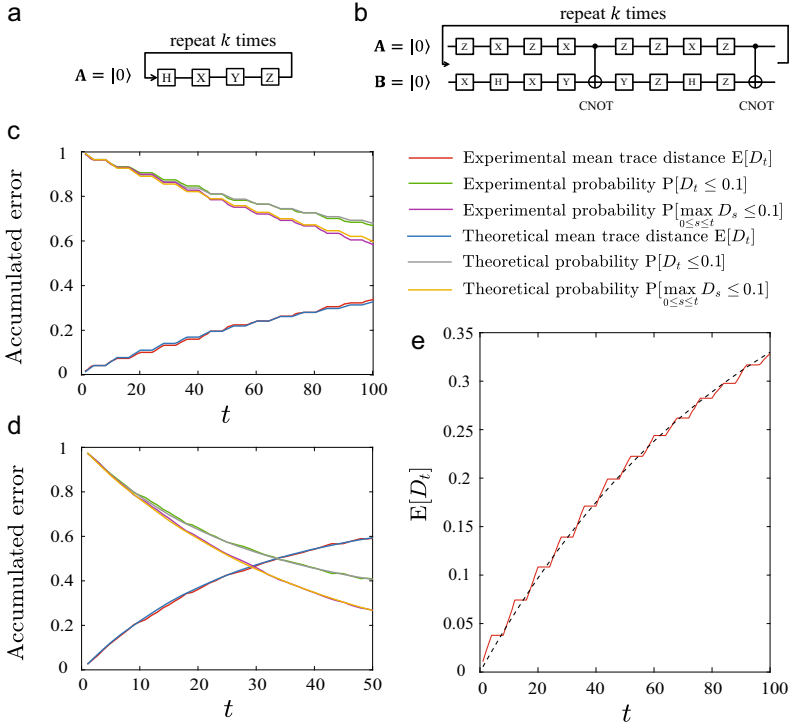 a
repeat k times
A = |0⟩
H X Y Z
b
repeat k times
A = |0⟩ Z X Z X Z Z X Z
B = |0⟩ X H X Y Y Z H Z
CNOT CNOT
c
Accumulated error
1
0.8
0.6
0.4
0.2
0
0 20 40 60 80 100
t
Experimental mean trace distance E[D_t]
Experimental probability P[D_t ≤ 0.1]
Experimental probability P[max_{0≤s≤t} D_s ≤0.1]
Theoretical mean trace distance E[D_t]
Theoretical probability P[D_t ≤0.1]
Theoretical probability P[max_{0≤s≤t} D_s ≤0.1]
d
Accumulated error
1
0.8
0.6
0.4
0.2
0
0 10 20 30 40 50
t
e
E[D_t]
0.35
0.3
0.25
0.2
0.15
0.1
0.05
0
0 20 40 60 80 100
t